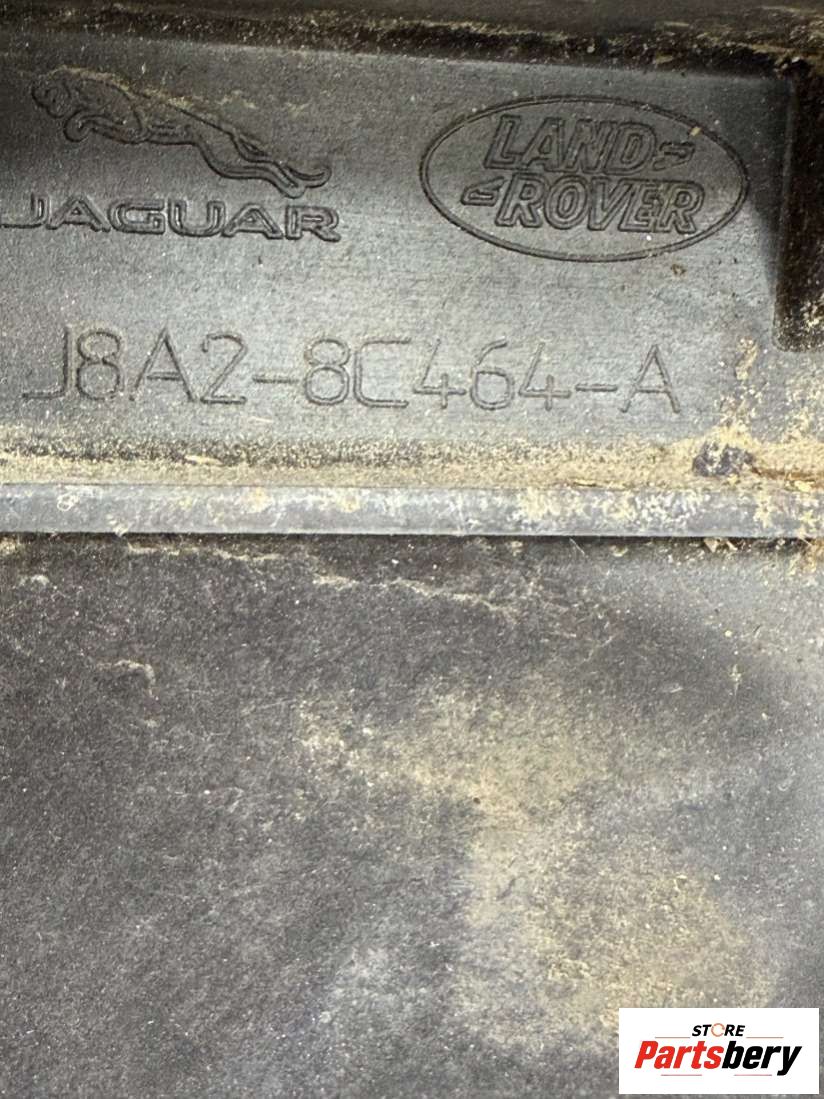 JAGUAR
LAND
ROVER
J8A2-8C464-A
STORE
Partsbery